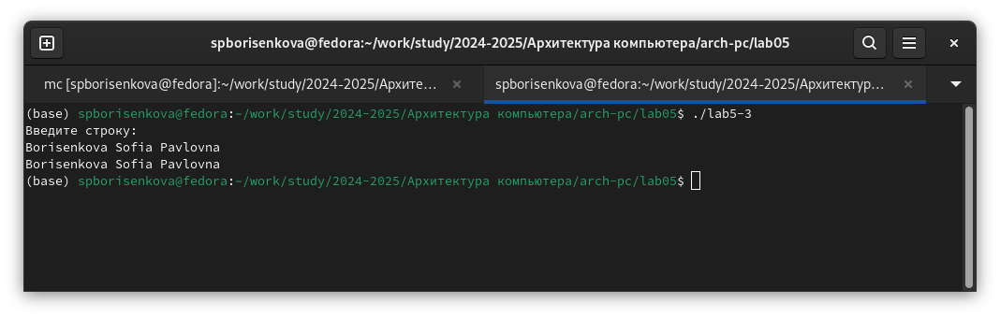 spborisenkova@fedora:~/work/study/2024-2025/Архитектура компьютера/arch-pc/lab05
mc [spborisenkova@fedora]:~/work/study/2024-2025/Архите…
spborisenkova@fedora:~/work/study/2024-2025/Архитектур…
(base) spborisenkova@fedora:~/work/study/2024-2025/Архитектура компьютера/arch-pc/lab05$ ./lab5-3
Введите строку:
Borisenkova Sofia Pavlovna
Borisenkova Sofia Pavlovna
(base) spborisenkova@fedora:~/work/study/2024-2025/Архитектура компьютера/arch-pc/lab05$